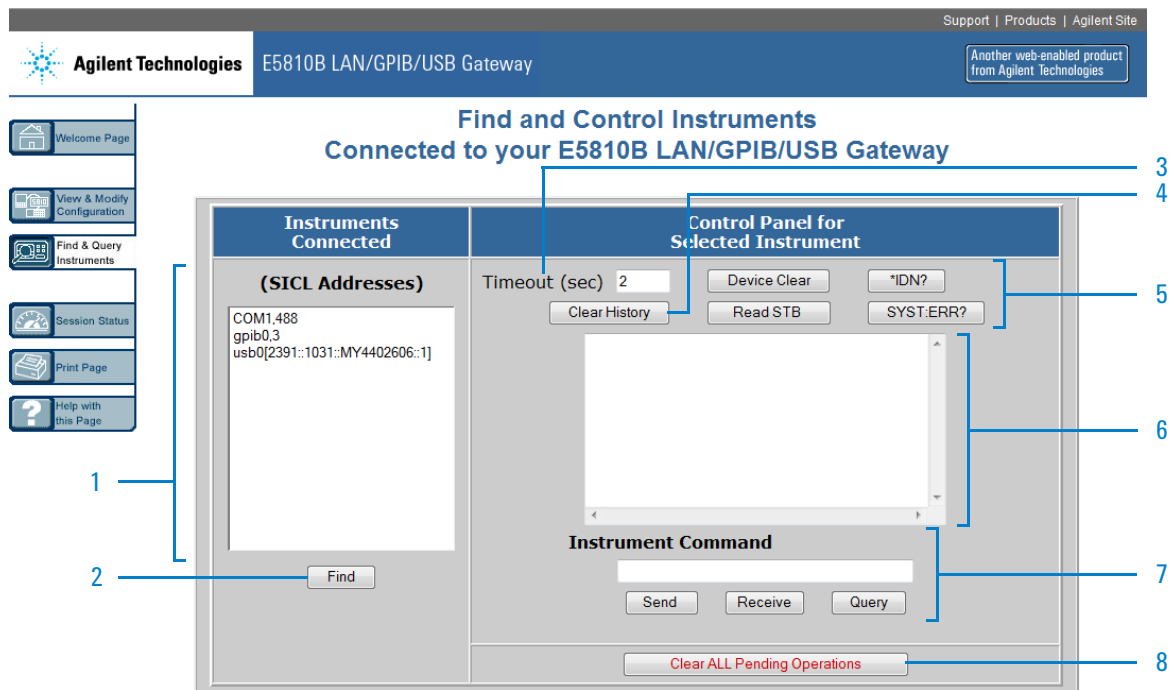 Support | Products | Agilent Site
Agilent Technologies
E5810B LAN/GPIB/USB Gateway
Another web-enabled product
from Agilent Technologies
Welcome Page
View & Modify
Configuration
Find & Query
Instruments
Session Status
Print Page
Help with
this Page
Find and Control Instruments
Connected to your E5810B LAN/GPIB/USB Gateway
Instruments
Connected
(SICL Addresses)
COM1,488
gpib0,3
usb0[2391::1031::MY4402606::1]
Find
Control Panel for
Selected Instrument
Timeout (sec) 2
Device Clear
*IDN?
Clear History
Read STB
SYST:ERR?
Instrument Command
Send
Receive
Query
Clear ALL Pending Operations
1
2
3
4
5
6
7
8